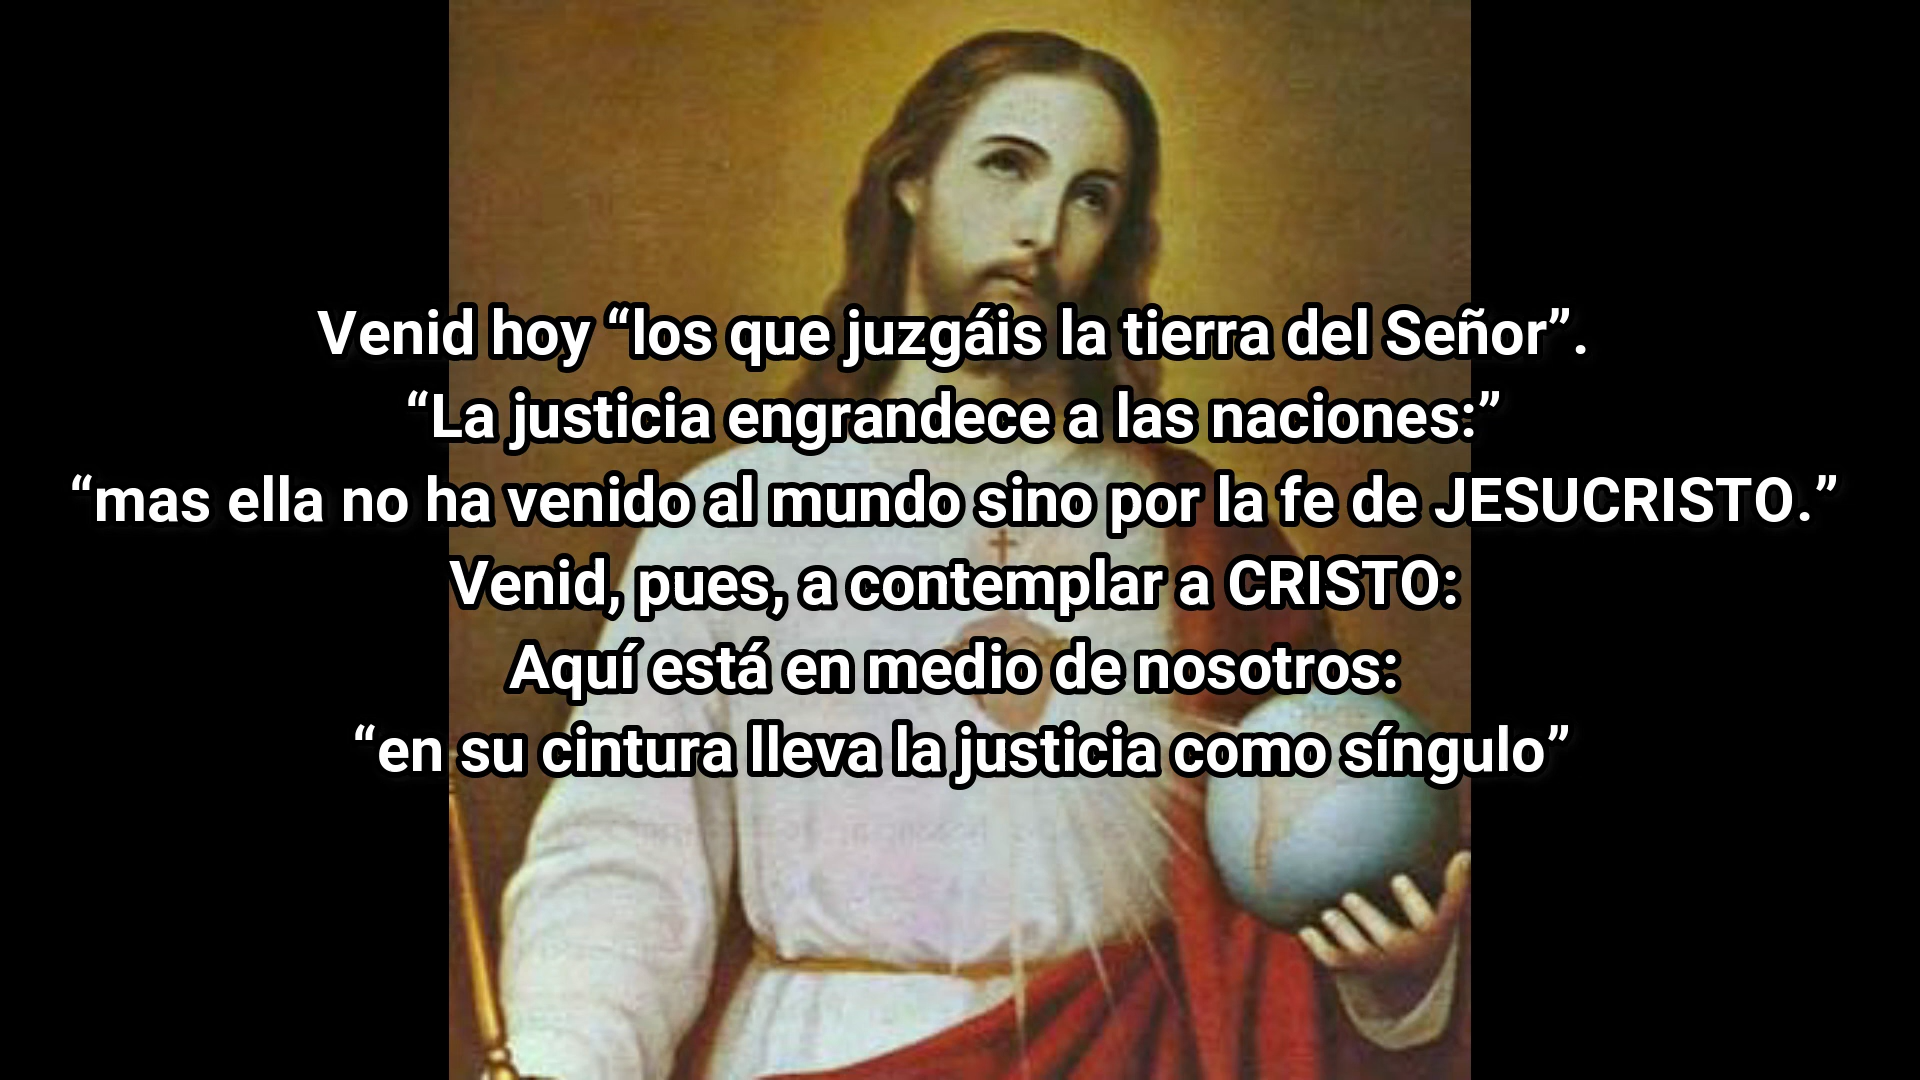 Venid hoy “los que juzgáis la tierra del Señor”.
“La justicia engrandece a las naciones:”
“mas ella no ha venido al mundo sino por la fe de JESUCRISTO.”
Venid, pues, a contemplar a CRISTO:
Aquí está en medio de nosotros:
“en su cintura lleva la justicia como síngulo”